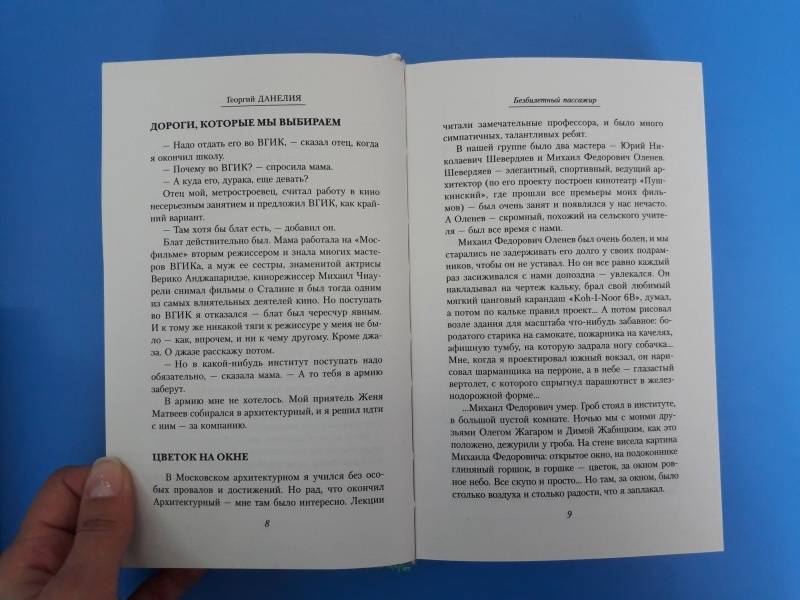 Георгий ДАНЕЛИЯ
ДОРОГИ, КОТОРЫЕ МЫ ВЫБИРАЕМ
— Надо отдать его во ВГИК, — сказал отец, когда
я окончил школу.
— Почему во ВГИК? — спросила мама.
— А куда его, дурака, еще девать?
Отец мой, метростроевец, считал работу в кино
несерьезным занятием и предложил ВГИК, как край-
ний вариант.
— Там хотя бы блат есть, — добавил он.
Блат действительно был. Мама работала на «Мос-
фильме» вторым режиссером и знала многих масте-
ров ВГИКа, а муж ее сестры, знаменитой актрисы
Верико Анджапаридзе, кинорежиссер Михаил Чиау-
рели снимал фильмы о Сталине и был тогда одним
из самых влиятельных деятелей кино. Но поступать
во ВГИК я отказался — блат был чересчур явным.
И к тому же никакой тяги к режиссуре у меня не бы-
ло — как, впрочем, и ни к чему другому. Кроме джа-
за. О джазе расскажу потом.
— Но в какой-нибудь институт поступать надо
обязательно, — сказала мама. — А то тебя в армию
заберут.
В армию мне не хотелось. Мой приятель Женя
Матвеев собирался в архитектурный, и я решил идти
с ним — за компанию.
ЦВЕТОК НА ОКНЕ
В Московском архитектурном я учился без осо-
бых провалов и достижений. Но рад, что окончил
Архитектурный — мне там было интересно. Лекции
8
Безбилетный пассажир
читали замечательные профессора, и было много
симпатичных, талантливых ребят.
В нашей группе было два мастера — Юрий Ни-
колаевич Шевердяев и Михаил Федорович Оленев.
Шевердяев — элегантный, спортивный, ведущий ар-
хитектор (по его проекту построен кинотеатр «Пуш-
кинский», где прошли все премьеры моих филь-
мов) — был очень занят и появлялся у нас нечасто.
А Оленев — скромный, похожий на сельского учите-
ля — был все время с нами.
Михаил Федорович Оленев был очень болен, и мы
старались не задерживать его долго у своих подрам-
ников, чтобы он не уставал. Но он все равно каждый
раз засиживался с нами допоздна — увлекался. Он
накладывал на чертеж кальку, брал свой любимый
мягкий цанговый карандаш «Koh-I-Noor 6B», думал,
а потом по кальке правил проект... А потом рисовал
возле здания для масштаба что-нибудь забавное: бо-
родатого старика на самокате, пожарника на качелях,
афишную тумбу, на которую задрала ногу собачка...
Мне, когда я проектировал южный вокзал, он нари-
совал шарманщика на перроне, а в небе — глазастый
вертолет, с которого спрыгнул парашютист в желез-
нодорожной форме...
...Михаил Федорович умер. Гроб стоял в институте,
в большой пустой комнате. Ночью мы с моими дру-
зьями Олегом Жагаром и Димой Жабицким, как это
положено, дежурили у гроба. На стене висела картина
Михаила Федоровича: открытое окно, на подоконнике
глиняный горшок, в горшке — цветок, за окном ров-
ное небо. Все скупо и просто... Но там, за окном, было
столько воздуха и столько радости, что я заплакал.
9